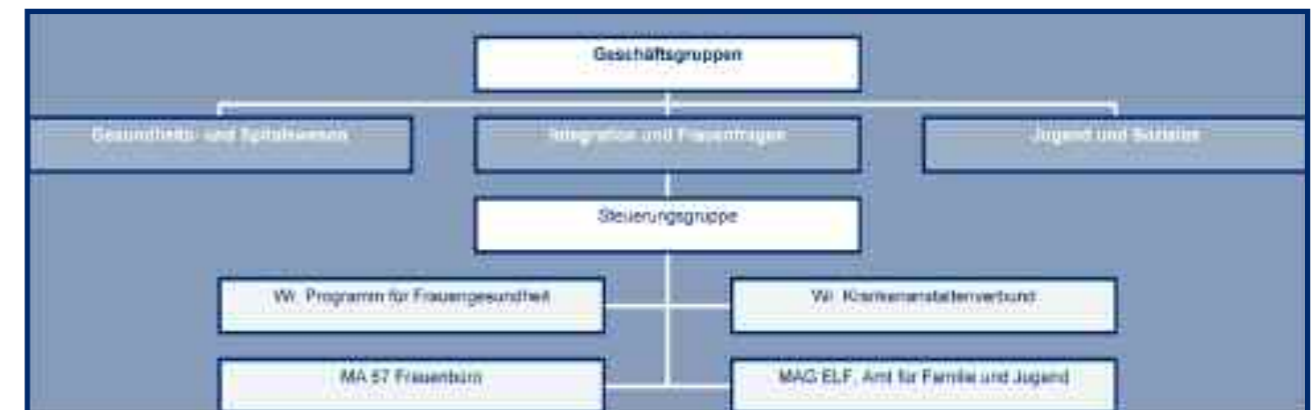 Geschäftsgruppen
Gesundheits- und Spitalswesen
Integration und Frauenfragen
Jugend und Soziales
Steuerungsgruppe
Wr. Programm für Frauengesundheit
Wr. Krankenanstaltenverbund
MA 57 Frauenbüro
MAG ELF, Amt für Familie und Jugend